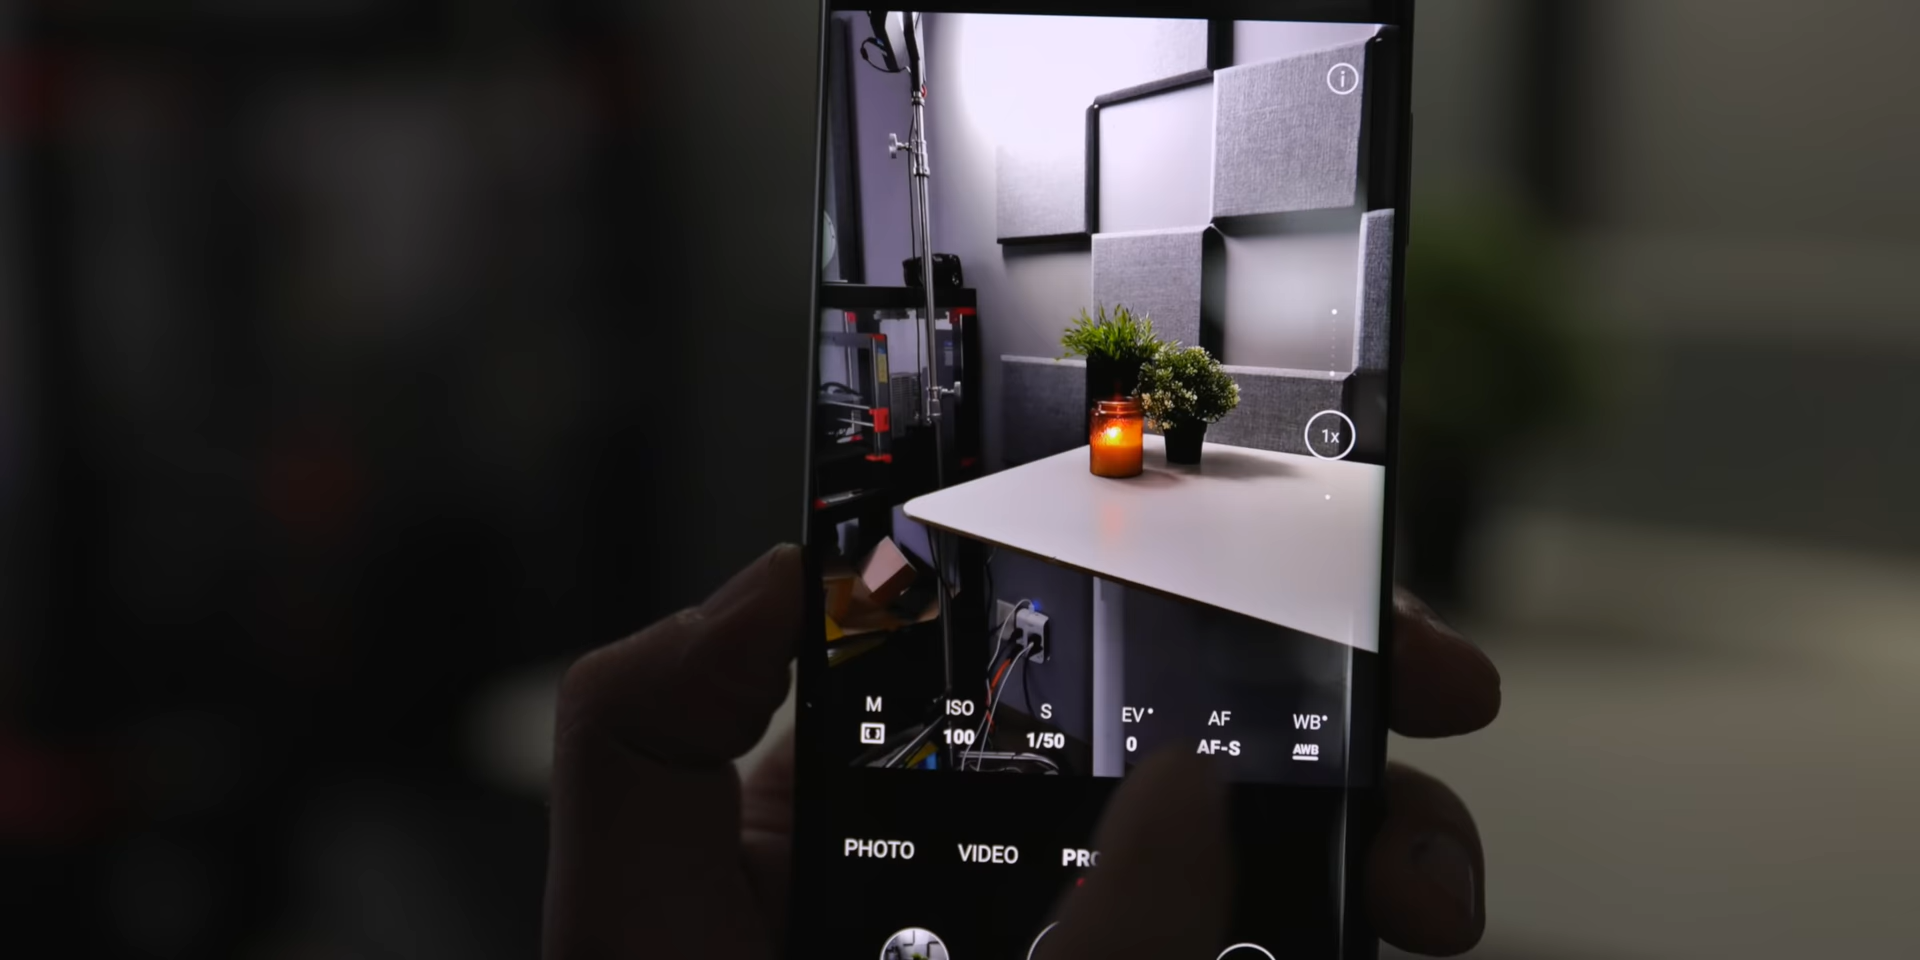 i
1x
M ISO S EV AF WB
100 1/50 0 AF-S AWB
PHOTO VIDEO